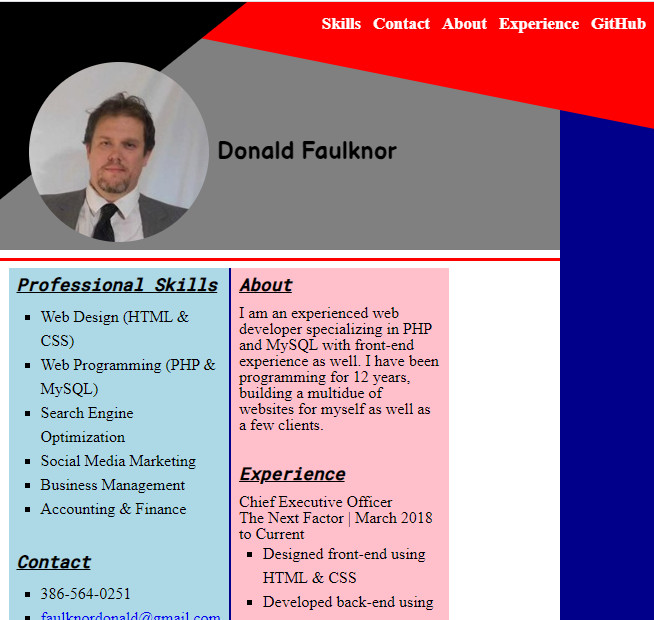 Skills Contact About Experience GitHub
Donald Faulknor
Professional Skills
Web Design (HTML &
CSS)
Web Programming (PHP &
MySQL)
Search Engine
Optimization
Social Media Marketing
Business Management
Accounting & Finance
Contact
386-564-0251
faulknordonald@gmail.com
About
I am an experienced web
developer specializing in PHP
and MySQL with front-end
experience as well. I have been
programming for 12 years,
building a multidue of
websites for myself as well as
a few clients.
Experience
Chief Executive Officer
The Next Factor | March 2018
to Current
Designed front-end using
HTML & CSS
Developed back-end using